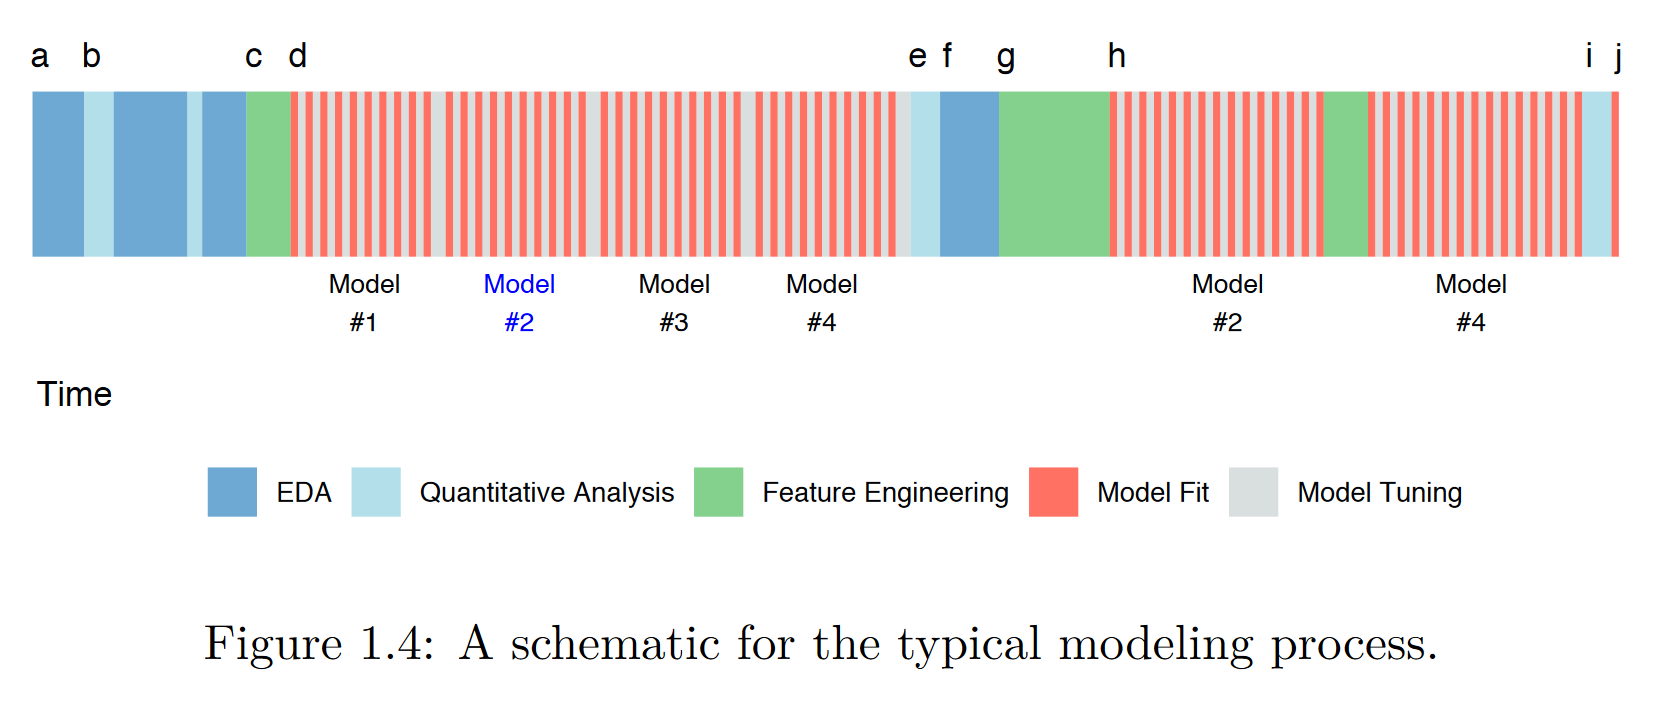 a b c d e f g h i j
Model Model Model Model Model Model
#1 #2 #3 #4 #2 #4
Time
EDA Quantitative Analysis Feature Engineering Model Fit Model Tuning
Figure 1.4: A schematic for the typical modeling process.